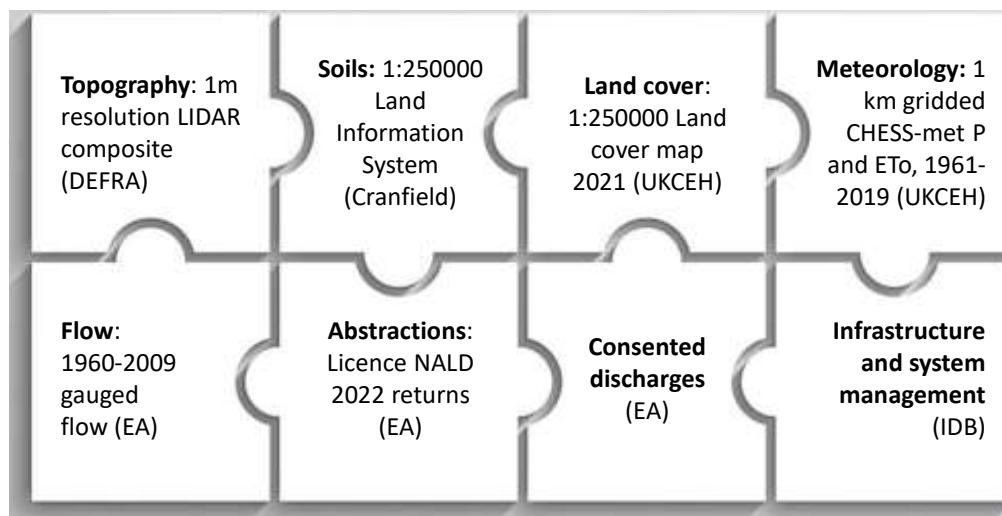 Topography: 1m
resolution LIDAR
composite
(DEFRA)
Soils: 1:250000
Land
Information
System
(Cranfield)
Land cover:
1:250000 Land
cover map
2021 (UKCEH)
Meteorology: 1
km gridded
CHESS-met P
and ETo, 1961-
2019 (UKCEH)
Flow:
1960-2009
gauged
flow (EA)
Abstractions:
Licence NALD
2022 returns
(EA)
Consented
discharges
(EA)
Infrastructure
and system
management
(IDB)